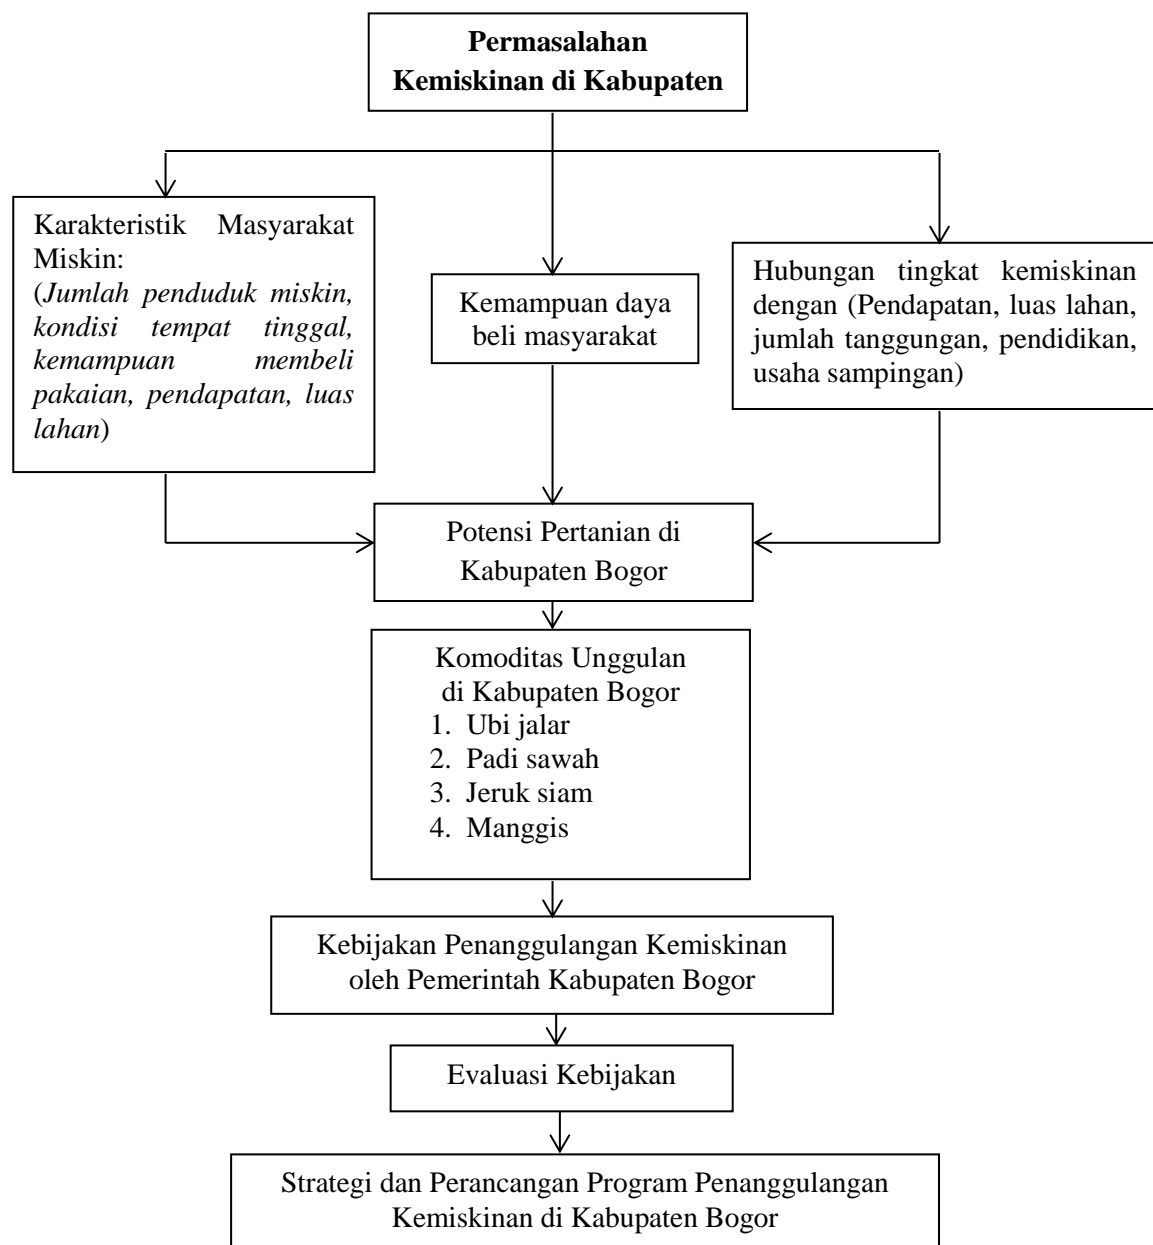 Permasalahan
Kemiskinan di Kabupaten
Karakteristik Masyarakat
Miskin:
(Jumlah penduduk miskin,
kondisi tempat tinggal,
kemampuan membeli
pakaian, pendapatan, luas
lahan)
Kemampuan daya
beli masyarakat
Hubungan tingkat kemiskinan
dengan (Pendapatan, luas lahan,
jumlah tanggungan, pendidikan,
usaha sampingan)
Potensi Pertanian di
Kabupaten Bogor
Komoditas Unggulan
di Kabupaten Bogor
1. Ubi jalar
2. Padi sawah
3. Jeruk siam
4. Manggis
Kebijakan Penanggulangan Kemiskinan
oleh Pemerintah Kabupaten Bogor
Evaluasi Kebijakan
Strategi dan Perancangan Program Penanggulangan
Kemiskinan di Kabupaten Bogor